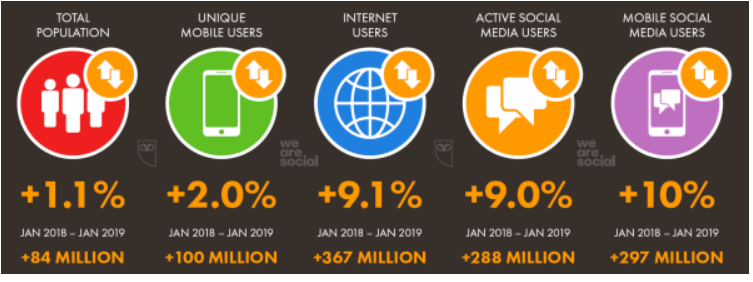 TOTAL
POPULATION
UNIQUE
MOBILE USERS
INTERNET
USERS
ACTIVE SOCIAL
MEDIA USERS
MOBILE SOCIAL
MEDIA USERS
we
are.
social
we
are.
social
+1.1%
+2.0%
+9.1%
+9.0%
+10%
JAN 2018 – JAN 2019
JAN 2018 – JAN 2019
JAN 2018 – JAN 2019
JAN 2018 – JAN 2019
JAN 2018 – JAN 2019
+84 MILLION
+100 MILLION
+367 MILLION
+288 MILLION
+297 MILLION